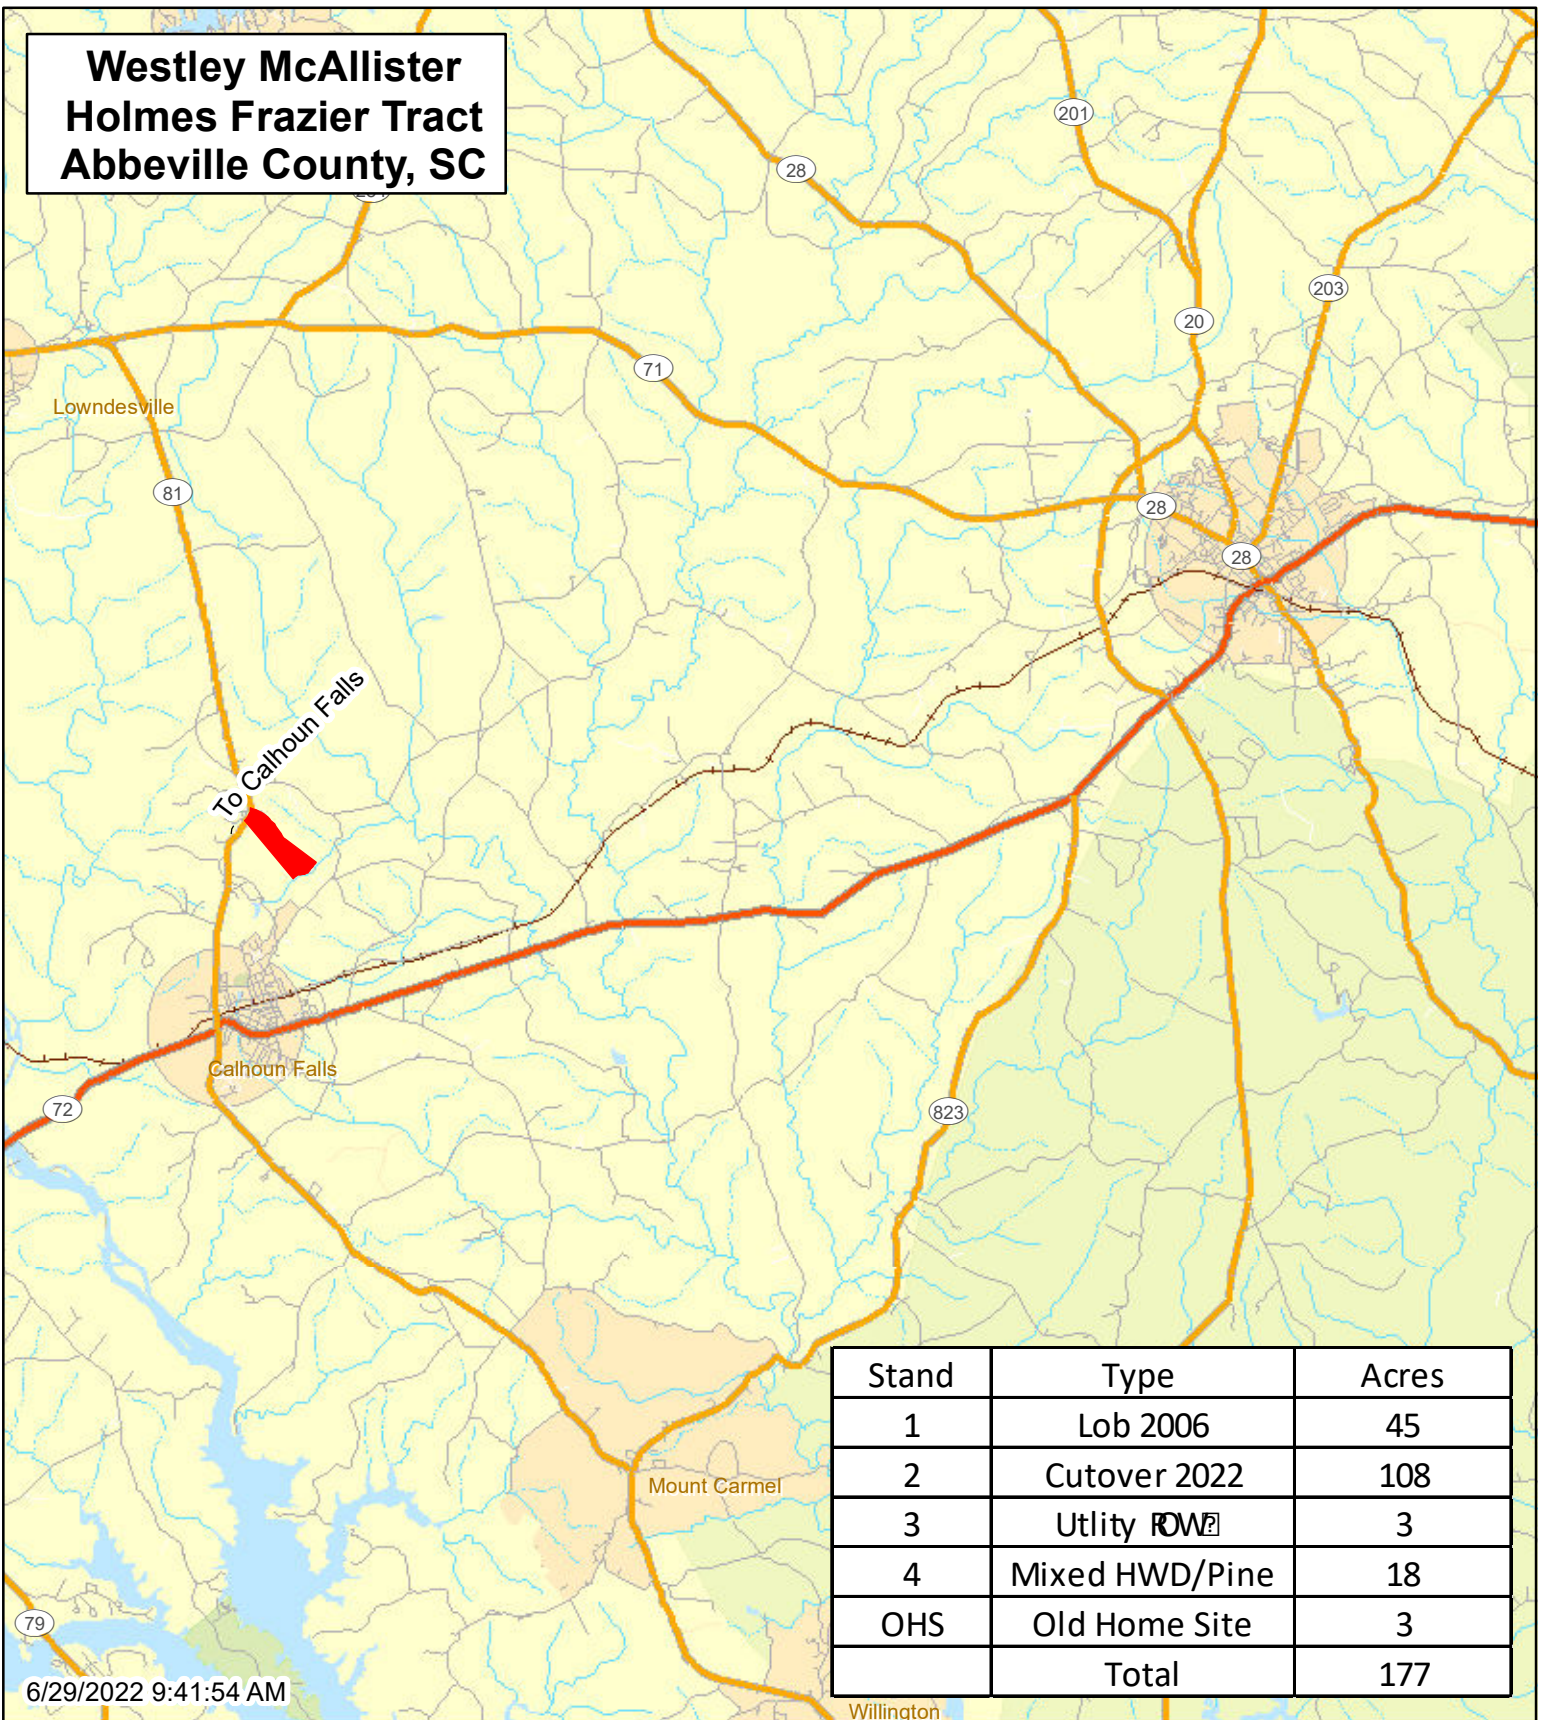 Westley McAllister
Holmes Frazier Tract
Abbeville County, SC
201
28
203
20
71
Lowndesville
81
28
28
To Calhoun Falls
Calhoun Falls
72
823
Mount Carmel
79
6/29/2022 9:41:54 AM
Willington
Stand Type Acres
1 Lob 2006 45
2 Cutover 2022 108
3 Utlity ROW 3
4 Mixed HWD/Pine 18
OHS Old Home Site 3
Total 177